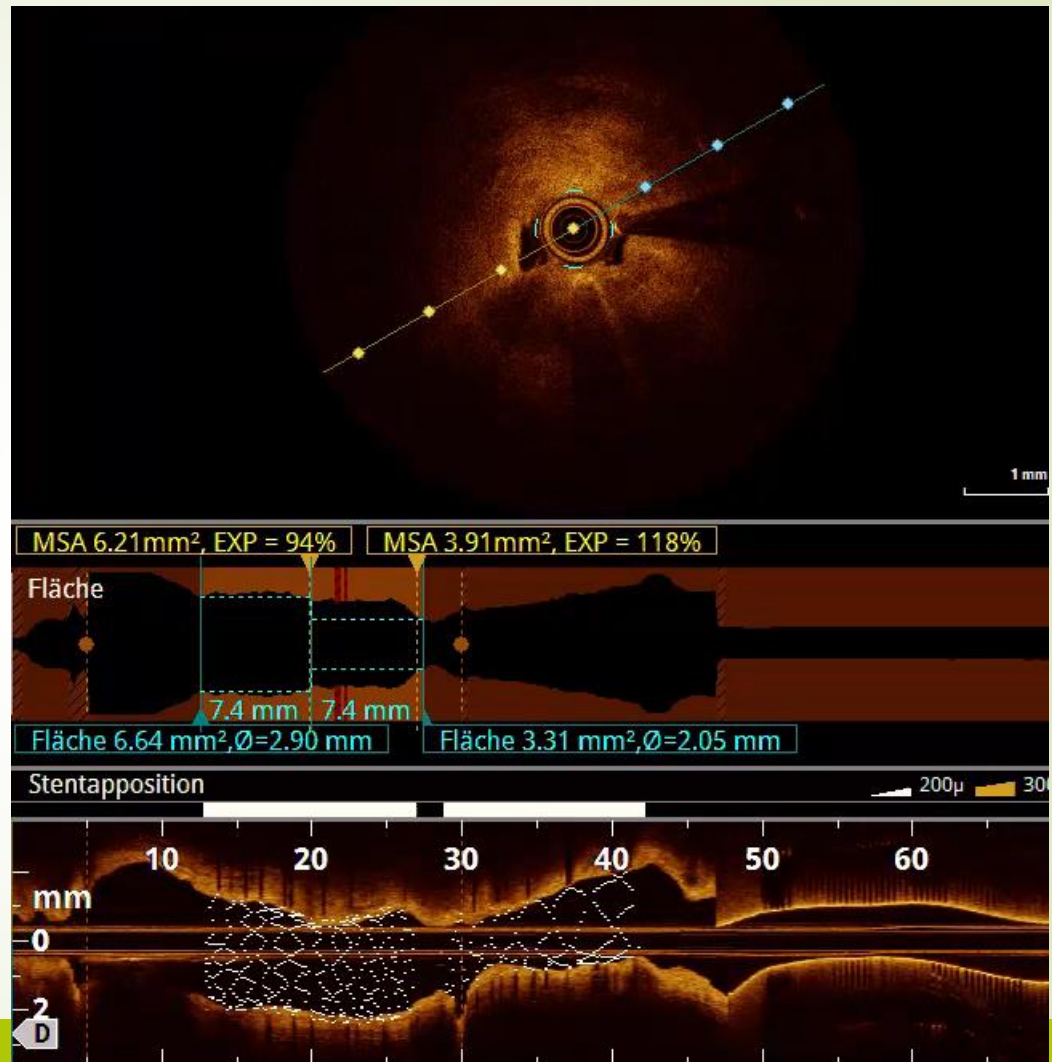 1 mm
MSA 6.21mm², EXP = 94% MSA 3.91mm², EXP = 118%
Fläche
7.4 mm 7.4 mm
Fläche 6.64 mm²,Ø=2.90 mm Fläche 3.31 mm²,Ø=2.05 mm
Stentapposition 200µ 300
10 20 30 40 50 60
mm
0
2
D